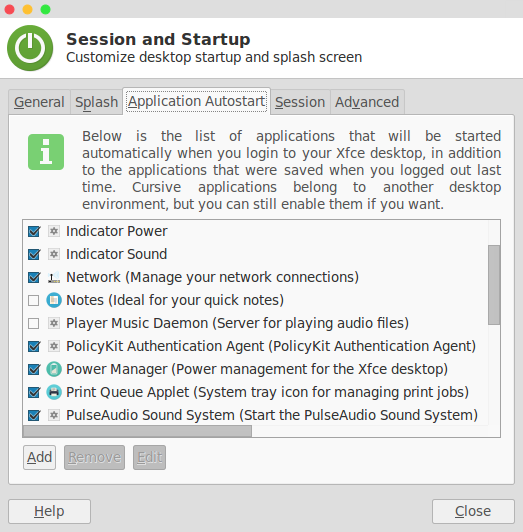 Session and Startup
Customize desktop startup and splash screen
General Splash Application Autostart Session Advanced
Below is the list of applications that will be started
automatically when you login to your Xfce desktop, in addition
to the applications that were saved when you logged out last
time. Cursive applications belong to another desktop
environment, but you can still enable them if you want.
Indicator Power
Indicator Sound
Network (Manage your network connections)
Notes (Ideal for your quick notes)
Player Music Daemon (Server for playing audio files)
PolicyKit Authentication Agent (PolicyKit Authentication Agent)
Power Manager (Power management for the Xfce desktop)
Print Queue Applet (System tray icon for managing print jobs)
PulseAudio Sound System (Start the PulseAudio Sound System)
Add Remove Edit
Help Close